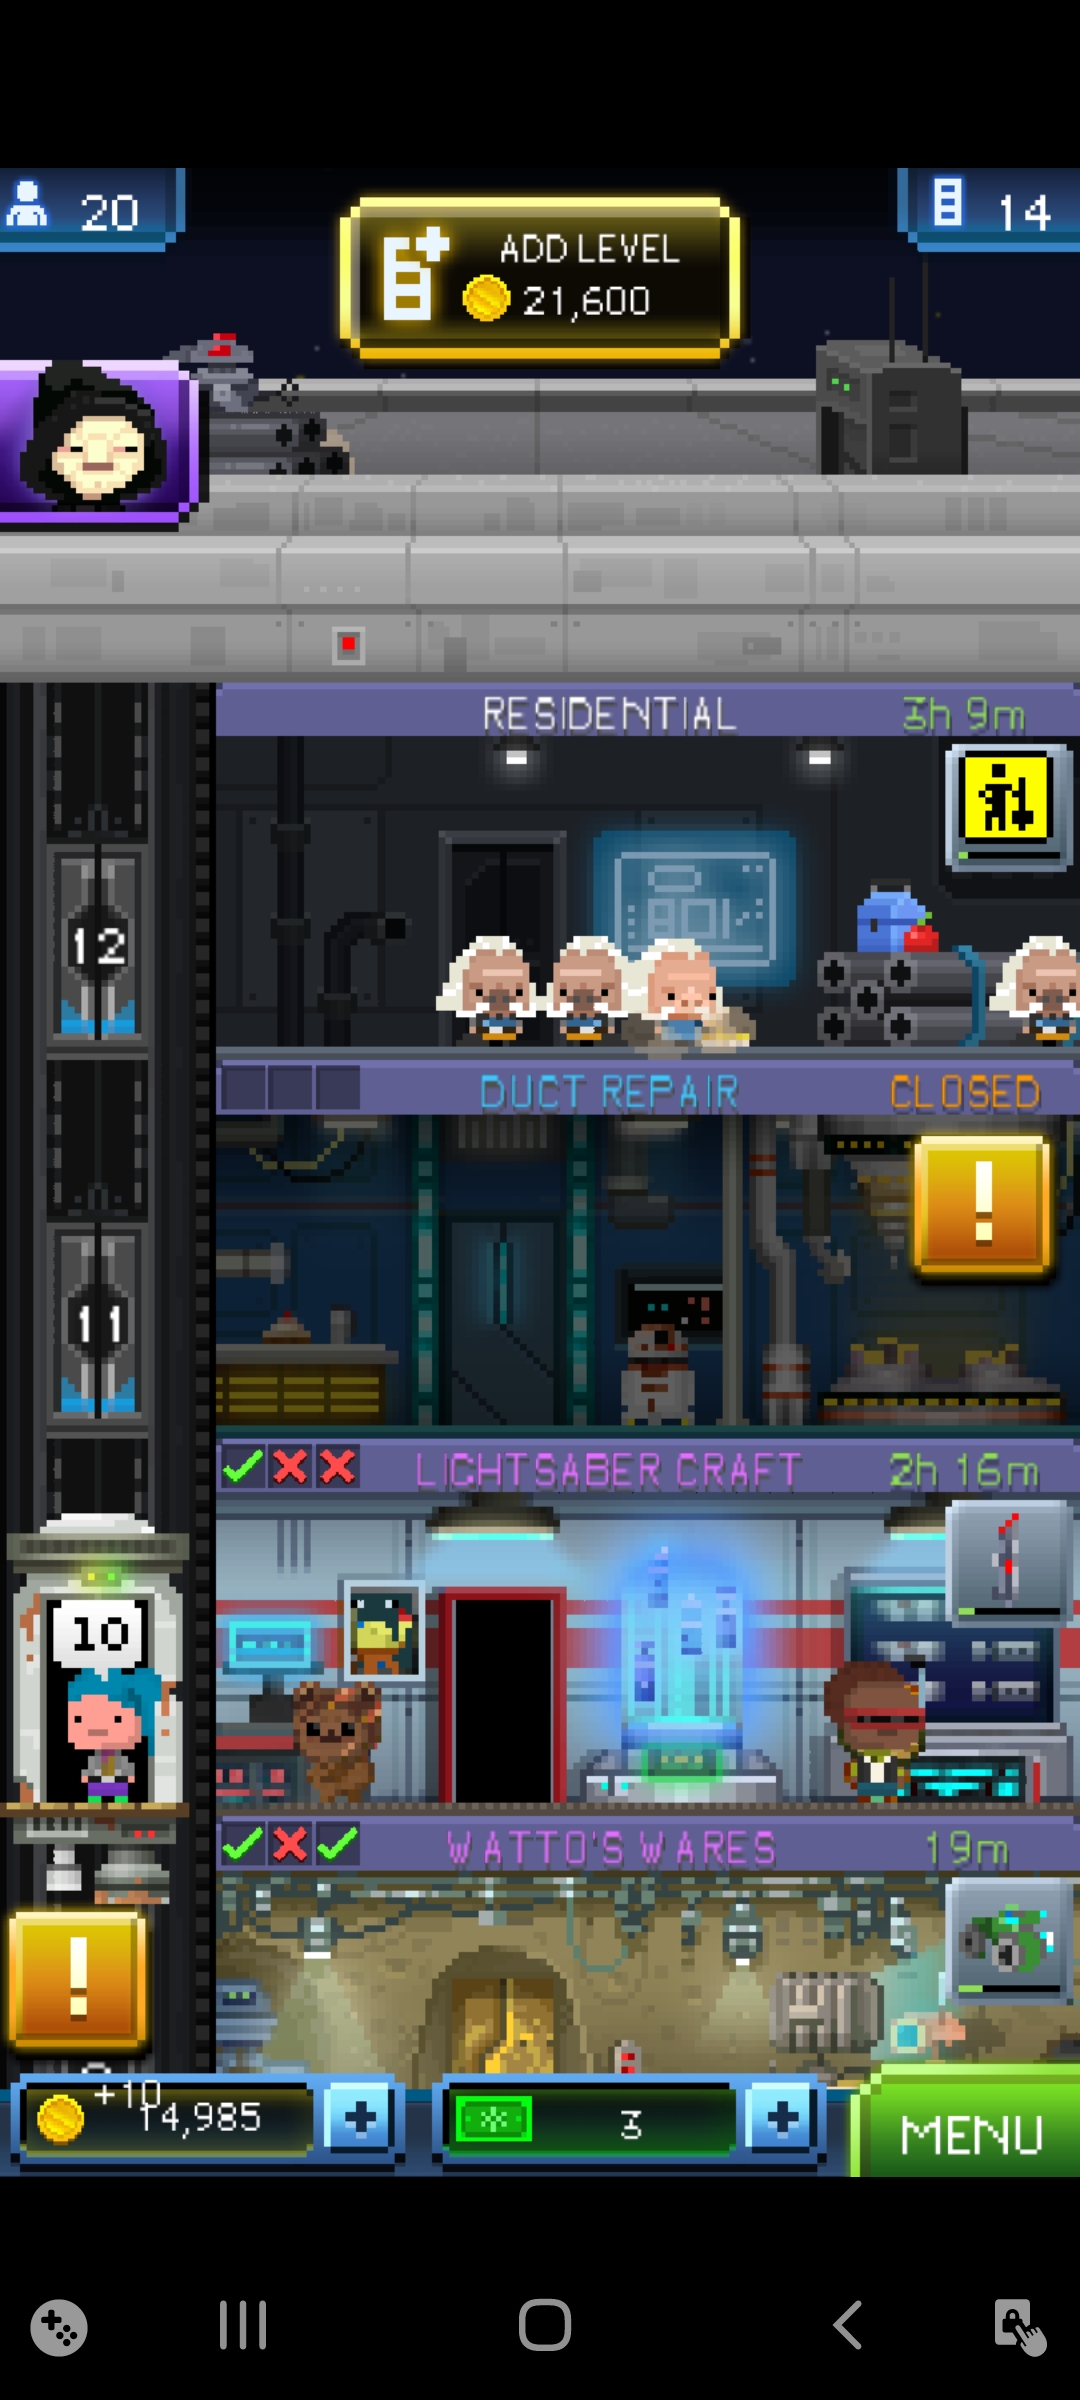 20
ADD LEVEL
21,600
14
RESIDENTIAL 3h 9m
12
DUCT REPAIR CLOSED
!
11
LIGHTSABER CRAFT 2h 16m
10
WATTO'S WARES 19m
!
+10
14,985
3
MENU